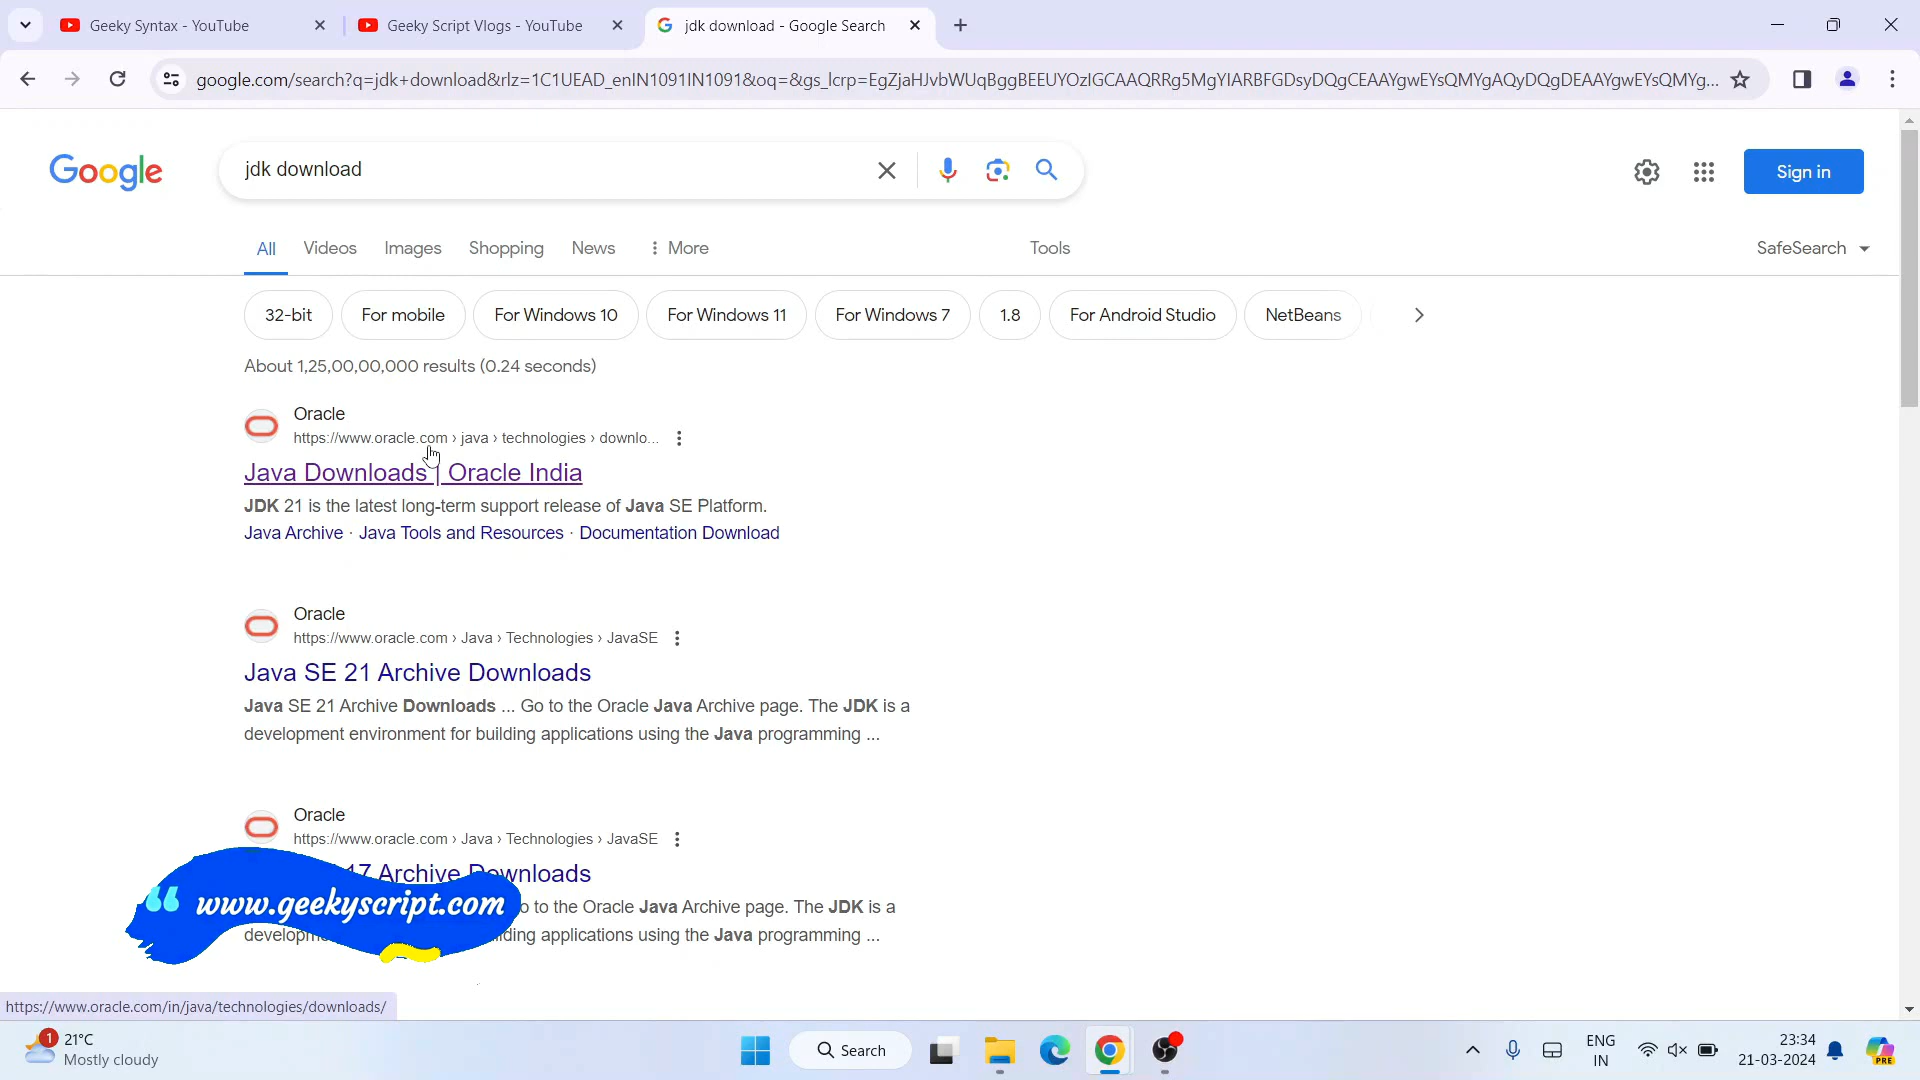 Geeky Syntax - YouTube
Geeky Script Vlogs - YouTube
jdk download - Google Search
google.com/search?q=jdk+download&rlz=1C1UEAD_enIN1091IN1091&oq=&gs_lcrp=EgZjaHJvbWUqBggBEEUYOzIGCAAQRRg5MgYIARBFGDsyDQgCEAAYgwEYsQMYgAQyDQgDEAAYgwEYsQMYg...
Google
jdk download
Sign in
All
Videos
Images
Shopping
News
More
Tools
SafeSearch
32-bit
For mobile
For Windows 10
For Windows 11
For Windows 7
1.8
For Android Studio
NetBeans
About 1,25,00,00,000 results (0.24 seconds)
Oracle
https://www.oracle.com › java › technologies › downlo...
Java Downloads | Oracle India
JDK 21 is the latest long-term support release of Java SE Platform.
Java Archive · Java Tools and Resources · Documentation Download
Oracle
https://www.oracle.com › Java › Technologies › JavaSE
Java SE 21 Archive Downloads
Java SE 21 Archive Downloads ... Go to the Oracle Java Archive page. The JDK is a
development environment for building applications using the Java programming ...
Oracle
https://www.oracle.com › Java › Technologies › JavaSE
17 Archive Downloads
to the Oracle Java Archive page. The JDK is a
building applications using the Java programming ...
www.geekyscript.com
https://www.oracle.com/in/java/technologies/downloads/
1
21°C
Mostly cloudy
Search
ENG
IN
23:34
21-03-2024
PRE